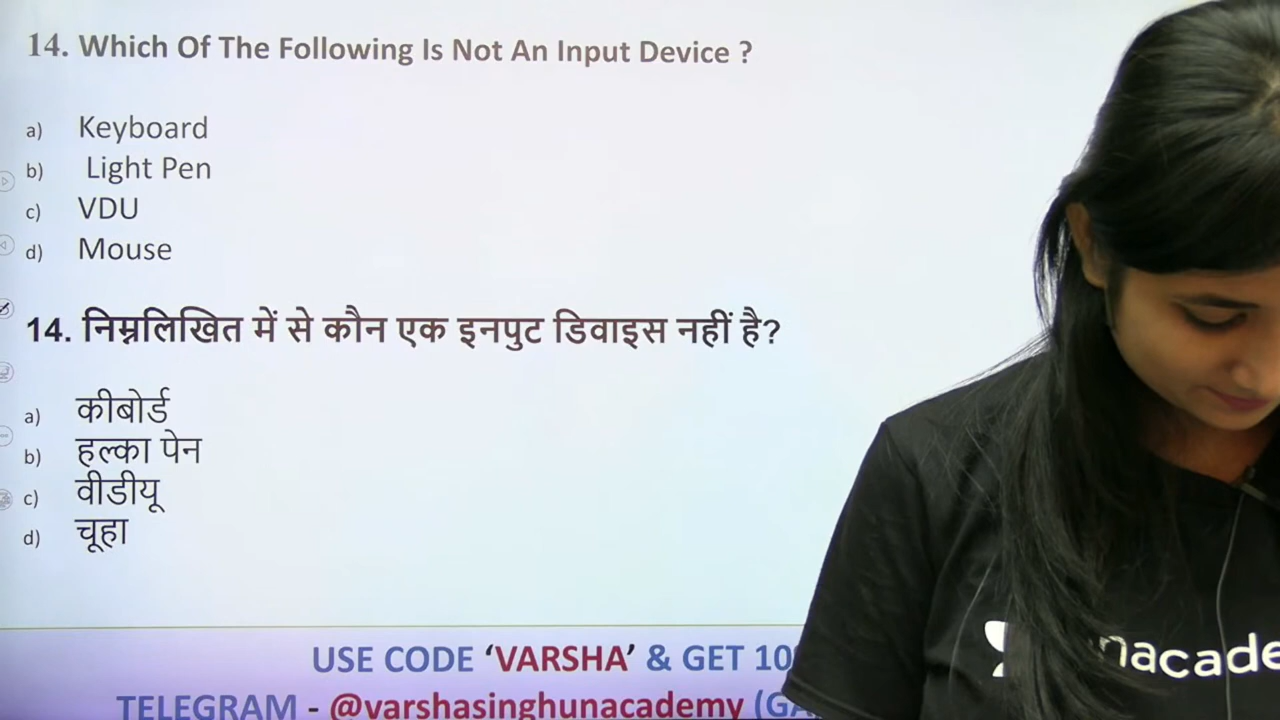 14. Which Of The Following Is Not An Input Device ?
a) Keyboard
b) Light Pen
c) VDU
d) Mouse
14. निम्नलिखित में से कौन एक इनपुट डिवाइस नहीं है?
a) कीबोर्ड
b) हल्का पेन
c) वीडीयू
d) चूहा
USE CODE ‘VARSHA’ & GET 10
TELEGRAM - @varshasinghunacademy (GA
nacade